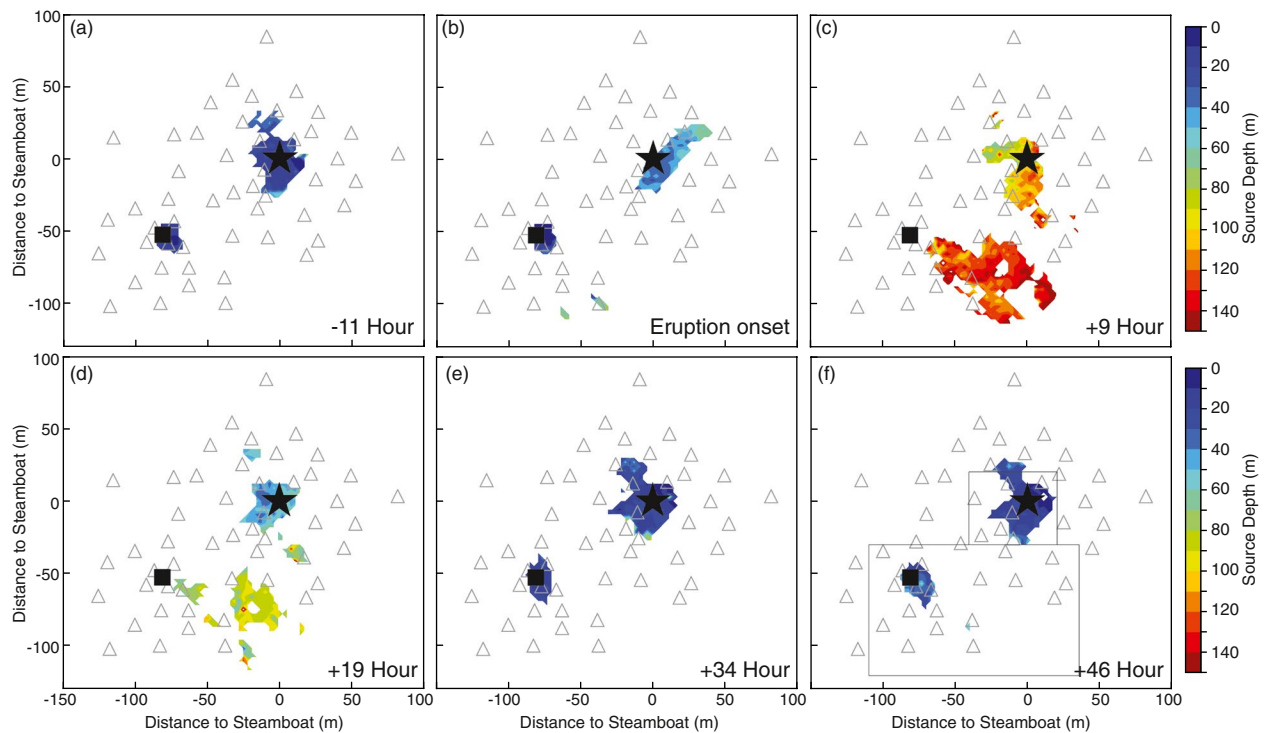 (a)
(b)
(c)
100
50
0
-50
-100
Distance to Steamboat (m)
-11 Hour
Eruption onset
+9 Hour
0
20
40
60
80
100
120
140
Source Depth (m)
(d)
(e)
(f)
100
50
0
-50
-100
Distance to Steamboat (m)
+19 Hour
+34 Hour
+46 Hour
0
20
40
60
80
100
120
140
Source Depth (m)
-150 -100 -50 0 50 100
-100 -50 0 50 100
-100 -50 0 50 100
Distance to Steamboat (m)
Distance to Steamboat (m)
Distance to Steamboat (m)